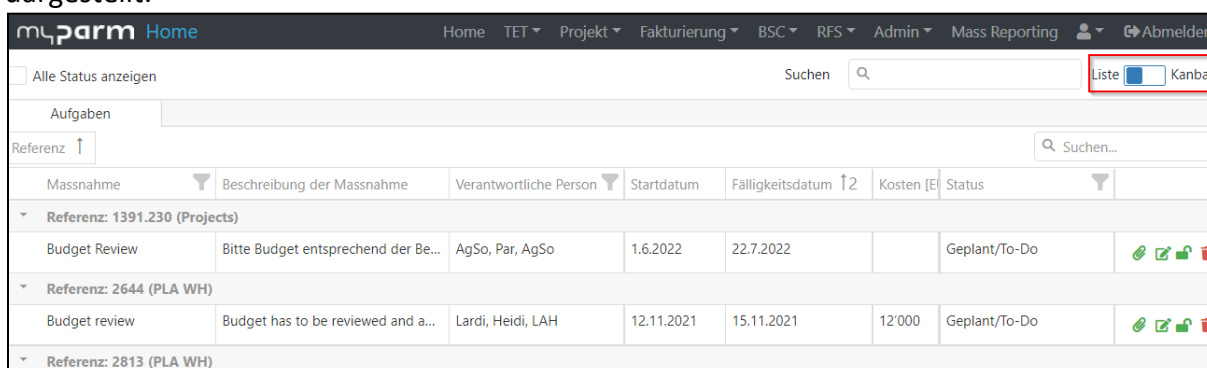 myparm Home Home TET Projekt Fakturierung BSC RFS Admin Mass Reporting Abmelden
Alle Status anzeigen Suchen Liste Kanba
Aufgaben
Referenz Suchen...
Massnahme Beschreibung der Massnahme Verantwortliche Person Startdatum Fälligkeitsdatum 2 Kosten [E Status
Referenz: 1391.230 (Projects)
Budget Review Bitte Budget entsprechend der Be... AgSo, Par, AgSo 1.6.2022 22.7.2022 Geplant/To-Do
Referenz: 2644 (PLA WH)
Budget review Budget has to be reviewed and a... Lardi, Heidi, LAH 12.11.2021 15.11.2021 12'000 Geplant/To-Do
Referenz: 2813 (PLA WH)